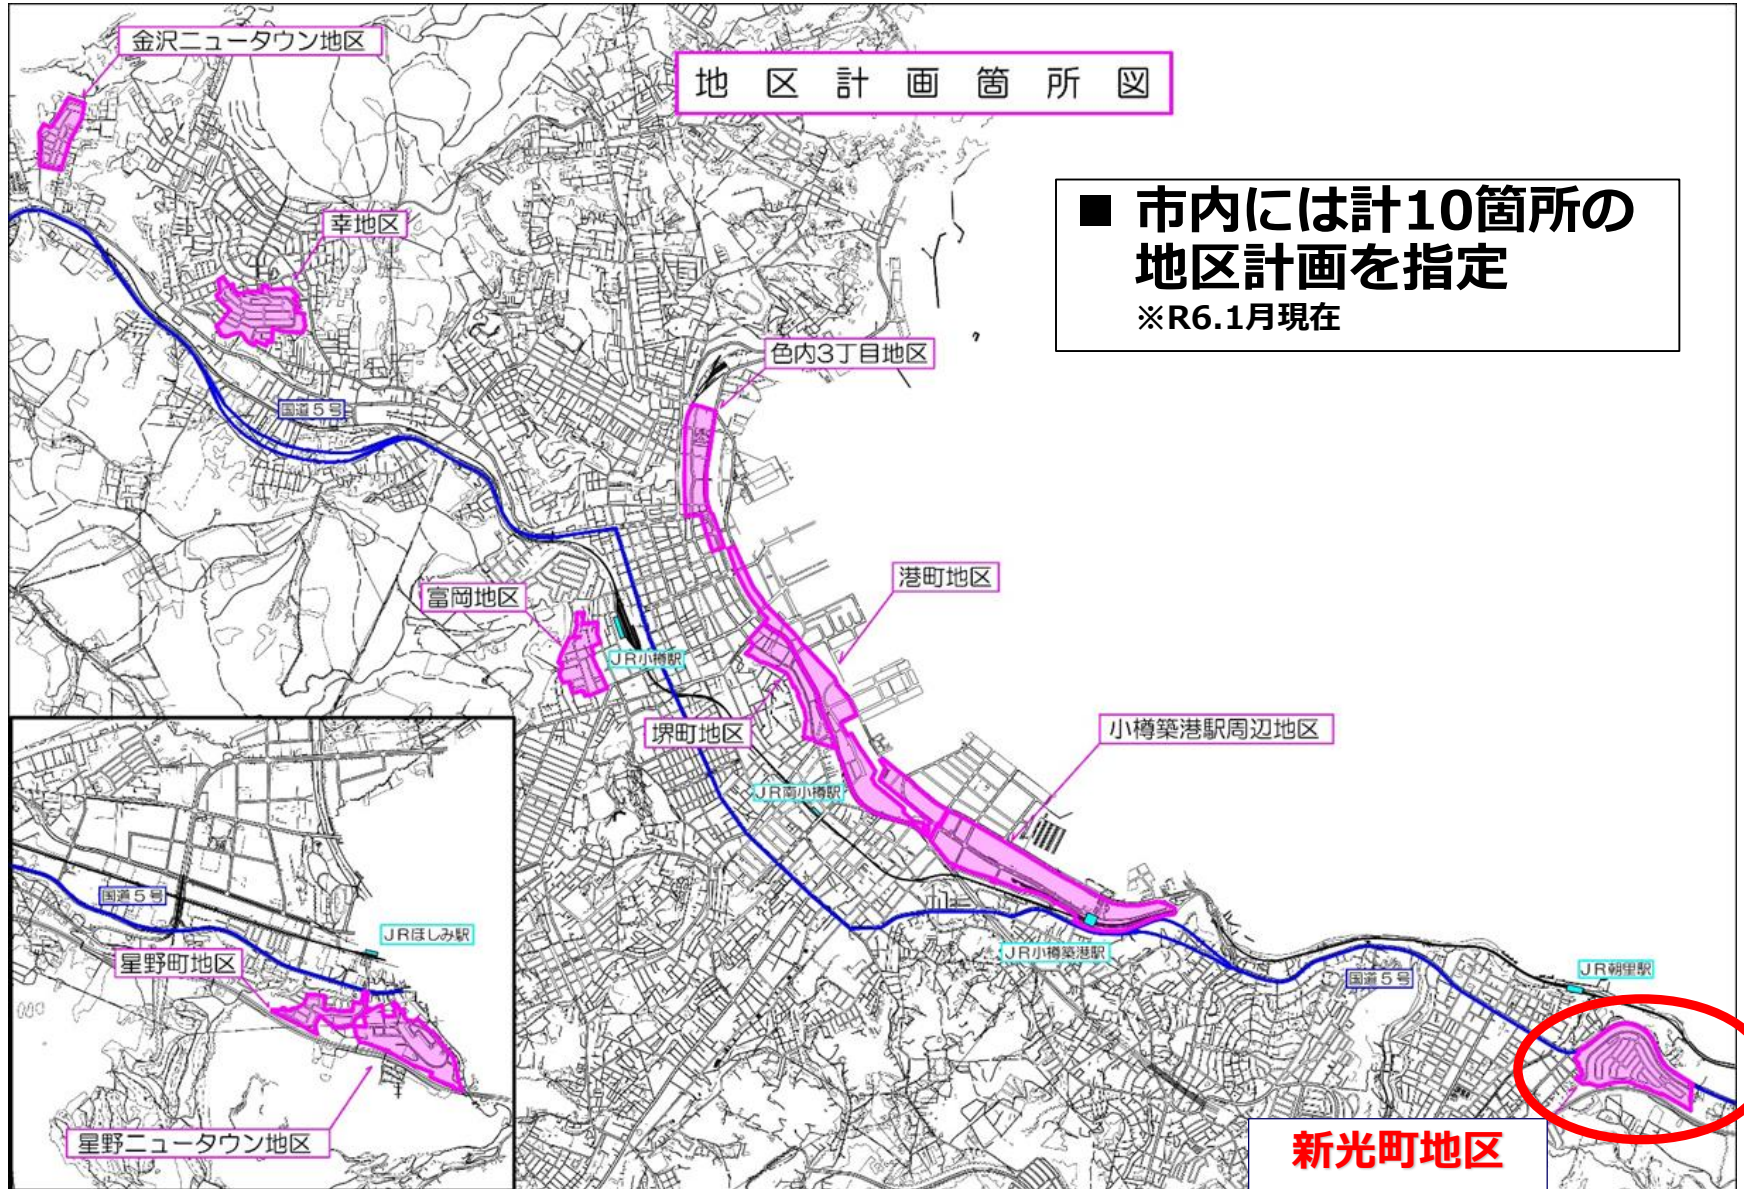 金沢ニュータウン地区
地区計画箇所図
■ 市内には計10箇所の
地区計画を指定
※R6.1月現在
幸地区
色内3丁目地区
国道5号
港町地区
富岡地区
JR小樽駅
堺町地区
小樽築港駅周辺地区
JR南小樽駅
国道5号
JRほしみ駅
星野町地区
JR小樽築港駅
国道5号
JR朝里駅
星野ニュータウン地区
新光町地区